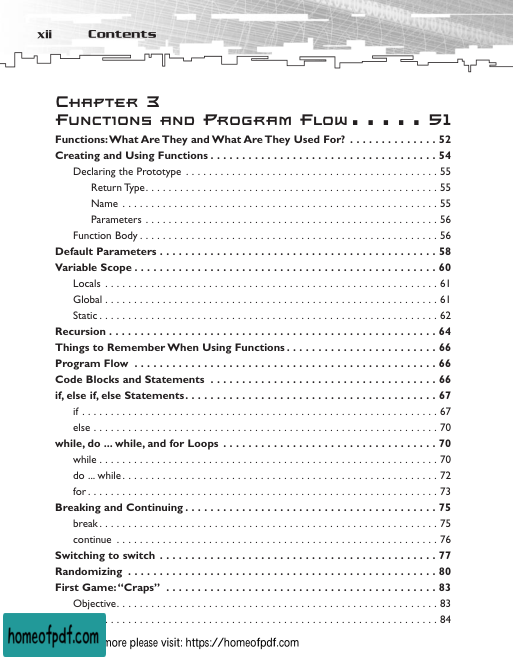 xii Contents
Chapter 3
Functions and Program Flow . . . . . 51
Functions: What Are They and What Are They Used For? . . . . . . . . . . . . . . 52
Creating and Using Functions . . . . . . . . . . . . . . . . . . . . . . . . . . . . . . . . . . . . . 54
Declaring the Prototype . . . . . . . . . . . . . . . . . . . . . . . . . . . . . . . . . . . . . . . . . . 55
Return Type. . . . . . . . . . . . . . . . . . . . . . . . . . . . . . . . . . . . . . . . . . . . . . . . . . 55
Name . . . . . . . . . . . . . . . . . . . . . . . . . . . . . . . . . . . . . . . . . . . . . . . . . . . . . . 55
Parameters . . . . . . . . . . . . . . . . . . . . . . . . . . . . . . . . . . . . . . . . . . . . . . . . . . 56
Function Body . . . . . . . . . . . . . . . . . . . . . . . . . . . . . . . . . . . . . . . . . . . . . . . . . . 56
Default Parameters . . . . . . . . . . . . . . . . . . . . . . . . . . . . . . . . . . . . . . . . . . . . . 58
Variable Scope . . . . . . . . . . . . . . . . . . . . . . . . . . . . . . . . . . . . . . . . . . . . . . . . . 60
Locals . . . . . . . . . . . . . . . . . . . . . . . . . . . . . . . . . . . . . . . . . . . . . . . . . . . . . . . . 61
Global . . . . . . . . . . . . . . . . . . . . . . . . . . . . . . . . . . . . . . . . . . . . . . . . . . . . . . . . 61
Static . . . . . . . . . . . . . . . . . . . . . . . . . . . . . . . . . . . . . . . . . . . . . . . . . . . . . . . . . 62
Recursion . . . . . . . . . . . . . . . . . . . . . . . . . . . . . . . . . . . . . . . . . . . . . . . . . . . . . 64
Things to Remember When Using Functions . . . . . . . . . . . . . . . . . . . . . . . . . 66
Program Flow . . . . . . . . . . . . . . . . . . . . . . . . . . . . . . . . . . . . . . . . . . . . . . . . . 66
Code Blocks and Statements . . . . . . . . . . . . . . . . . . . . . . . . . . . . . . . . . . . . . 66
if, else if, else Statements. . . . . . . . . . . . . . . . . . . . . . . . . . . . . . . . . . . . . . . . . 67
if . . . . . . . . . . . . . . . . . . . . . . . . . . . . . . . . . . . . . . . . . . . . . . . . . . . . . . . . . . . . 67
else . . . . . . . . . . . . . . . . . . . . . . . . . . . . . . . . . . . . . . . . . . . . . . . . . . . . . . . . . . 70
while, do ... while, and for Loops . . . . . . . . . . . . . . . . . . . . . . . . . . . . . . . . . . . 70
while . . . . . . . . . . . . . . . . . . . . . . . . . . . . . . . . . . . . . . . . . . . . . . . . . . . . . . . . . 70
do ... while. . . . . . . . . . . . . . . . . . . . . . . . . . . . . . . . . . . . . . . . . . . . . . . . . . . . . 72
for . . . . . . . . . . . . . . . . . . . . . . . . . . . . . . . . . . . . . . . . . . . . . . . . . . . . . . . . . . . 73
Breaking and Continuing . . . . . . . . . . . . . . . . . . . . . . . . . . . . . . . . . . . . . . . . . 75
break . . . . . . . . . . . . . . . . . . . . . . . . . . . . . . . . . . . . . . . . . . . . . . . . . . . . . . . . . 75
continue . . . . . . . . . . . . . . . . . . . . . . . . . . . . . . . . . . . . . . . . . . . . . . . . . . . . . . 76
Switching to switch . . . . . . . . . . . . . . . . . . . . . . . . . . . . . . . . . . . . . . . . . . . . . 77
Randomizing . . . . . . . . . . . . . . . . . . . . . . . . . . . . . . . . . . . . . . . . . . . . . . . . . . 80
First Game: “Craps” . . . . . . . . . . . . . . . . . . . . . . . . . . . . . . . . . . . . . . . . . . . . 83
Objective. . . . . . . . . . . . . . . . . . . . . . . . . . . . . . . . . . . . . . . . . . . . . . . . . . . . . . 83
. . . . . . . . . . . . . . . . . . . . . . . . . . . . . . . . . . . . . . . . . . . . . . . . . . . . . . . . 84
homeofpdf.com
more please visit: https://homeofpdf.com